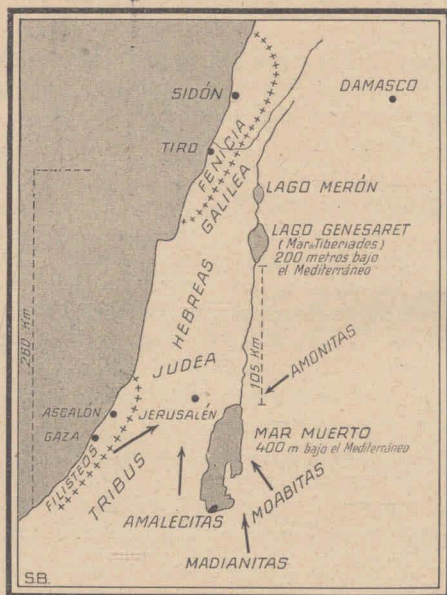 SIDÓN
DAMASCO
TIRO
FENICIA
GALILEA
LAGO MERÓN
LAGO GENESARET
(Mar Tiberiades)
200 metros bajo
el Mediterráneo
260 Km
HEBREAS
105 Km
AMONITAS
JUDEA
ASCALÓN
JERUSALÉN
GAZA
MAR MUERTO
400 m bajo el Mediterráneo
FILISTEOS
TRIBUS
MOABITAS
AMALECITAS
MADIANITAS
S.B.